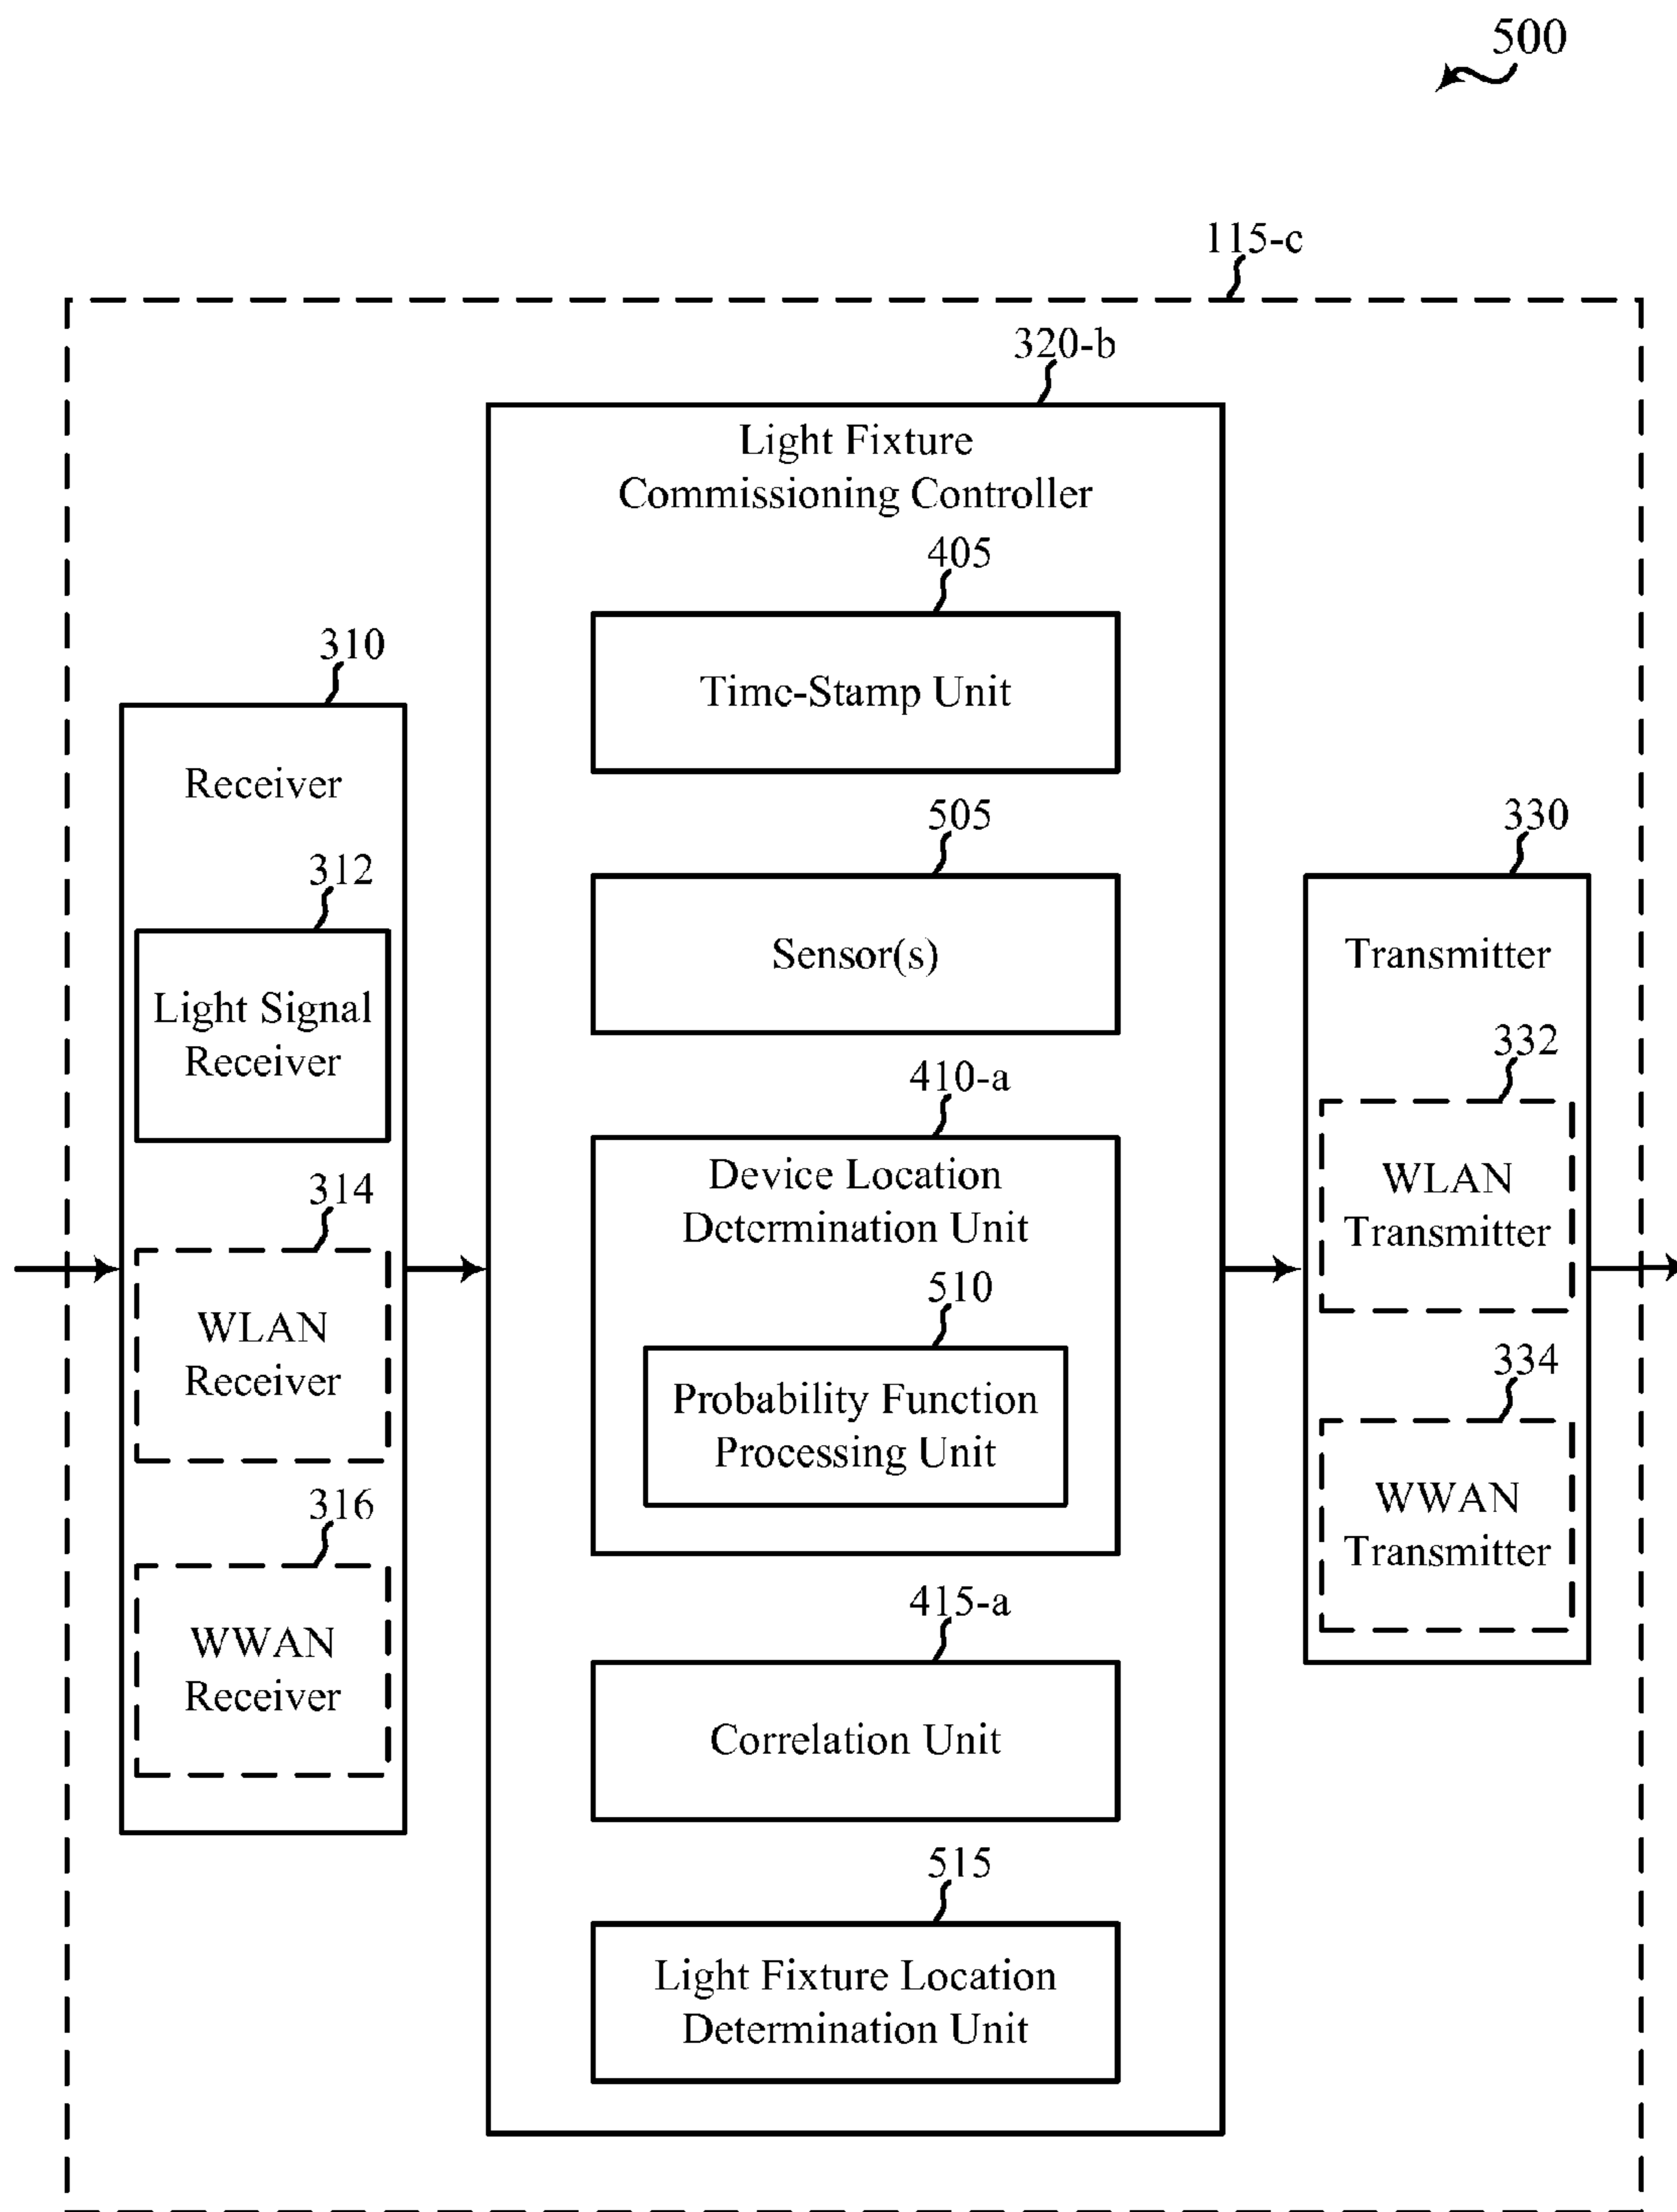 500
115-c
320-b
Light Fixture
Commissioning Controller
405
Time-Stamp Unit
310
Receiver
505
Sensor(s)
330
Transmitter
312
Light Signal
Receiver
332
WLAN
Transmitter
410-a
Device Location
Determination Unit
314
WLAN
Receiver
510
Probability Function
Processing Unit
334
WWAN
Transmitter
316
WWAN
Receiver
415-a
Correlation Unit
515
Light Fixture Location
Determination Unit